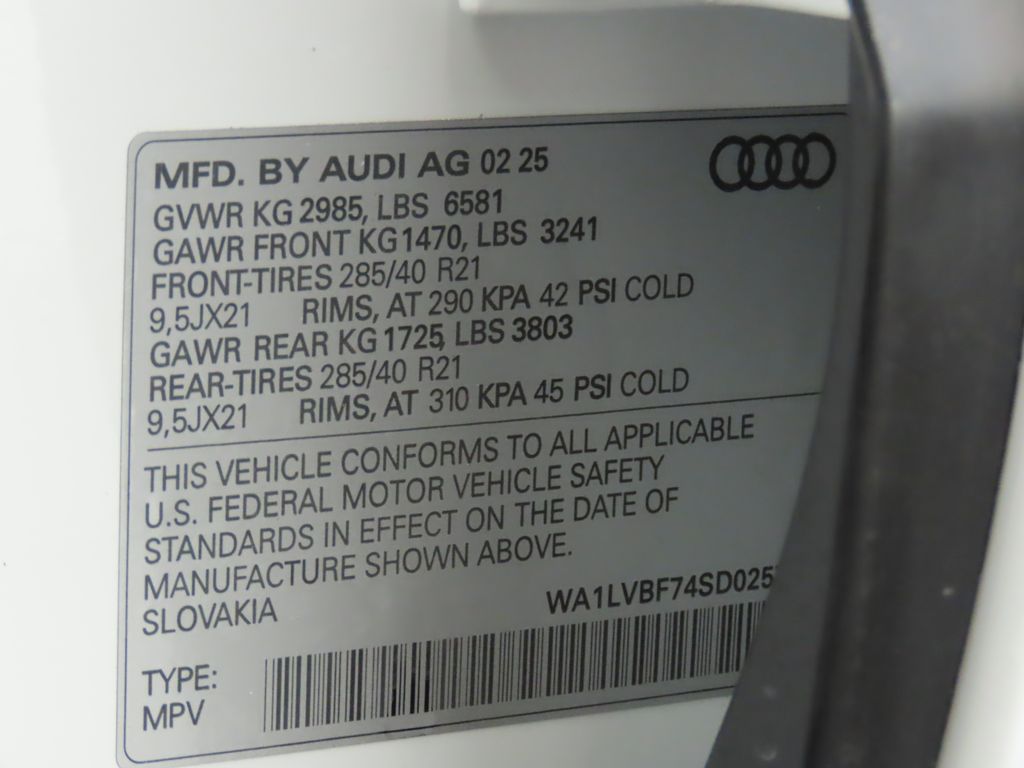 MFD. BY AUDI AG 02 25
GVWR KG 2985, LBS 6581
GAWR FRONT KG1470, LBS 3241
FRONT-TIRES 285/40 R21
9,5JX21 RIMS, AT 290 KPA 42 PSI COLD
GAWR REAR KG 1725, LBS 3803
REAR-TIRES 285/40 R21
9,5JX21 RIMS, AT 310 KPA 45 PSI COLD
THIS VEHICLE CONFORMS TO ALL APPLICABLE
U.S. FEDERAL MOTOR VEHICLE SAFETY
STANDARDS IN EFFECT ON THE DATE OF
MANUFACTURE SHOWN ABOVE.
SLOVAKIA WA1LVBF74SD025
TYPE:
MPV